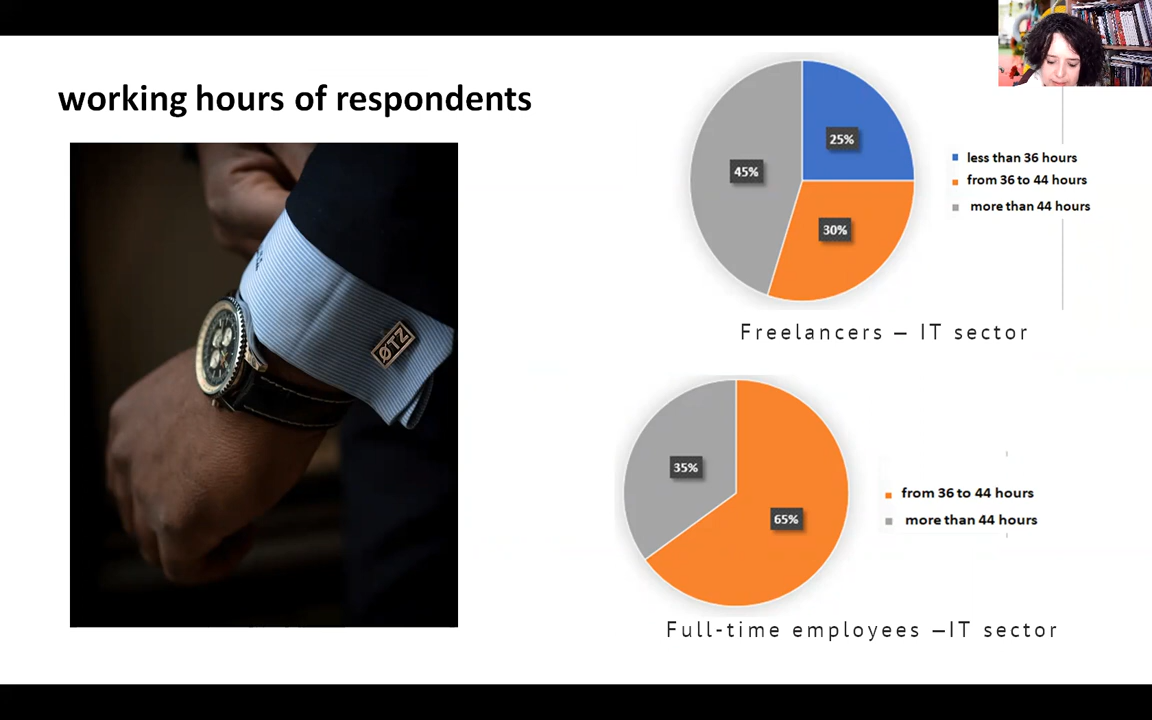 working hours of respondents
ØTZ
25%
45%
30%
less than 36 hours
from 36 to 44 hours
more than 44 hours
Freelancers – IT sector
35%
65%
from 36 to 44 hours
more than 44 hours
Full-time employees –IT sector